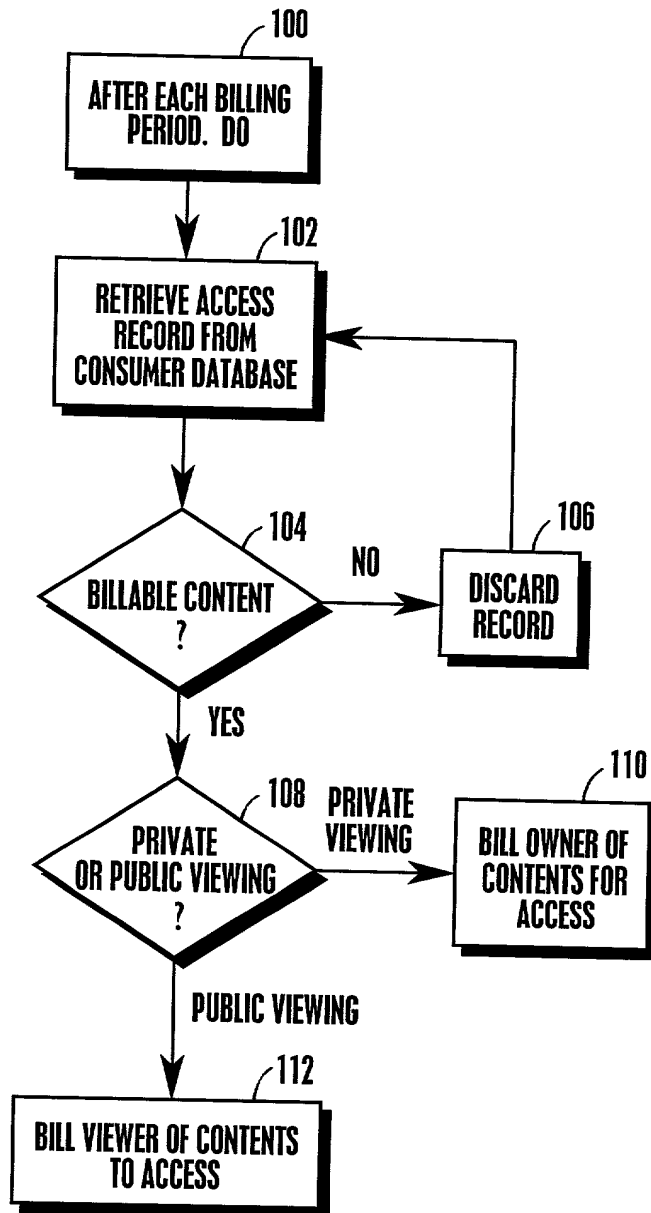 100
AFTER EACH BILLING
PERIOD. DO
102
RETRIEVE ACCESS
RECORD FROM
CONSUMER DATABASE
104
BILLABLE CONTENT
?
NO
106
DISCARD
RECORD
YES
108
PRIVATE
OR PUBLIC VIEWING
?
PRIVATE
VIEWING
110
BILL OWNER OF
CONTENTS FOR
ACCESS
PUBLIC VIEWING
112
BILL VIEWER OF CONTENTS
TO ACCESS